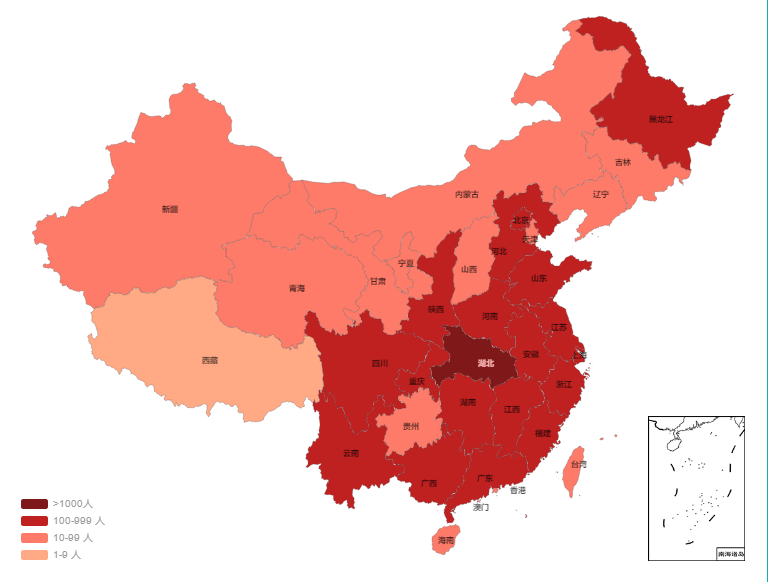 黑龙江
吉林
辽宁
内蒙古
新疆
北京
天津
河北
宁夏
山西
甘肃
山东
青海
陕西
河南
江苏
安徽
上海
西藏
四川
湖北
重庆
浙江
湖南
江西
贵州
福建
云南
台湾
广西
广东
香港
澳门
海南
>1000人
100-999 人
10-99 人
1-9 人
南海诸岛